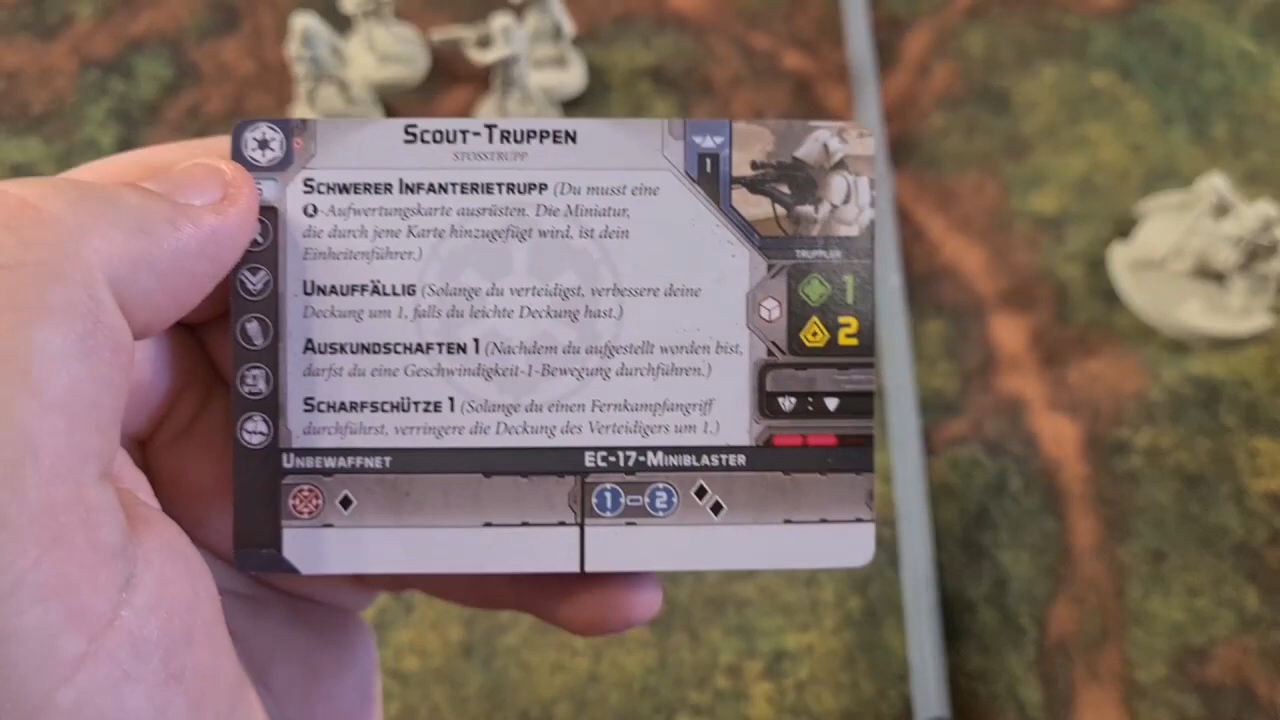 Scout-Truppen
STOSSTRUPP
1
Schwerer Infanterietrupp (Du musst eine
-Aufwertungskarte ausrüsten. Die Miniatur,
die durch jene Karte hinzugefügt wird, ist dein
Einheitenführer.)
Unauffällig (Solange du verteidigst, verbessere deine
Deckung um 1, falls du leichte Deckung hast.)
Auskundschaften 1 (Nachdem du aufgestellt worden bist,
darfst du eine Geschwindigkeit-1-Bewegung durchführen.)
Scharfschütze 1 (Solange du einen Fernkampfangriff
durchführst, verringere die Deckung des Verteidigers um 1.)
TRUPPLER
1
2
Unbewaffnet
EC-17-Miniblaster
1-2